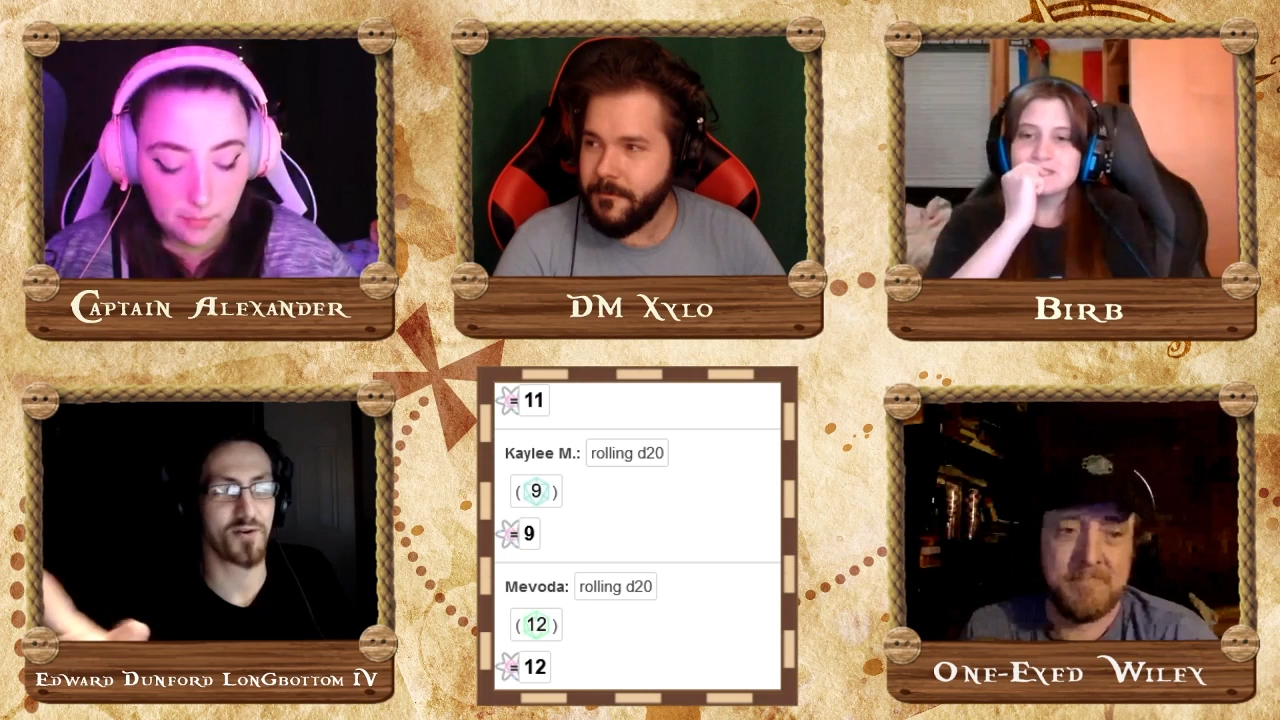 Captain Alexander
DM Xylo
Birb
= 11
Kaylee M.: rolling d20
( 9 )
= 9
Mevoda: rolling d20
( 12 )
= 12
Edward Dunford LonGbottom IV
One-Eyed Wiley